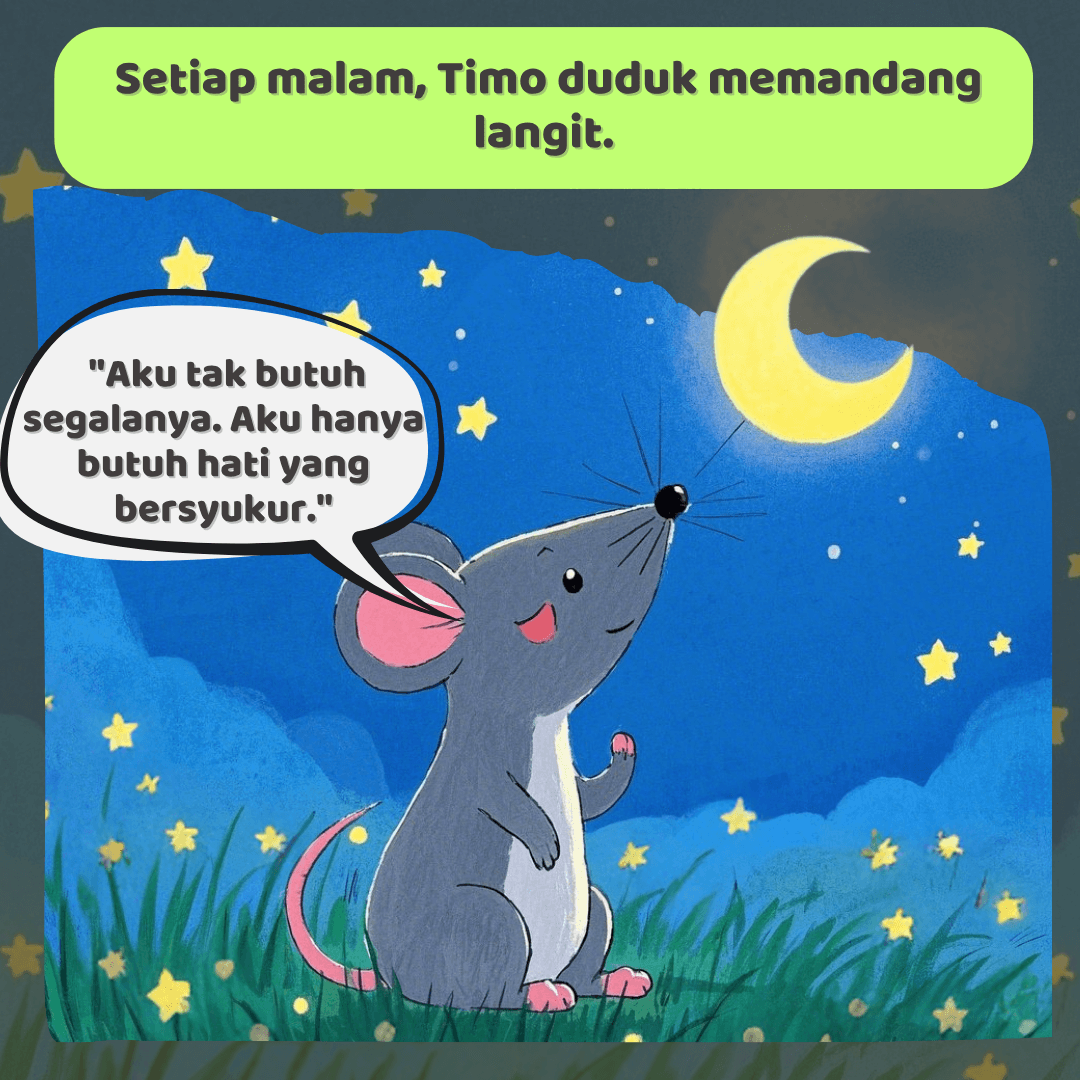 Setiap malam, Timo duduk memandang
langit.
"Aku tak butuh
segalanya. Aku hanya
butuh hati yang
bersyukur."